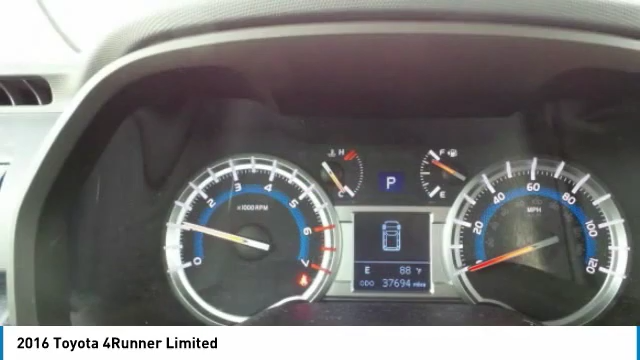 H
C
F
E
P
0 1 2 3 4 5 6 7
x1000 RPM
20 40 60 80 100 120
MPH
E 88 °F
ODO 37694 miles
2016 Toyota 4Runner Limited